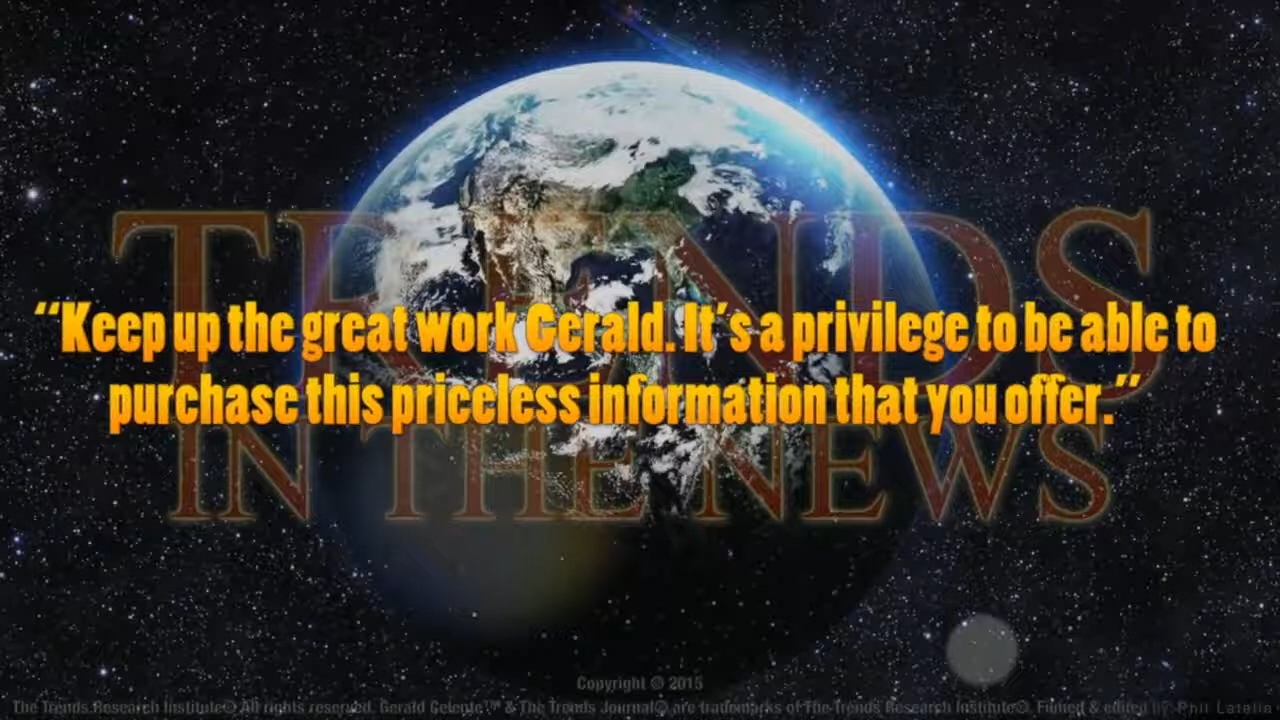 TRENDS
“Keep up the great work Gerald. It's a privilege to be able to
purchase this priceless information that you offer.”
IN THE NEWS
Copyright © 2015
The Trends Research Institute© All rights reserved. Gerald Celente™ & The Trends Journal© are trademarks of The Trends Research Institute©. Filmed & edited by Phil Latella